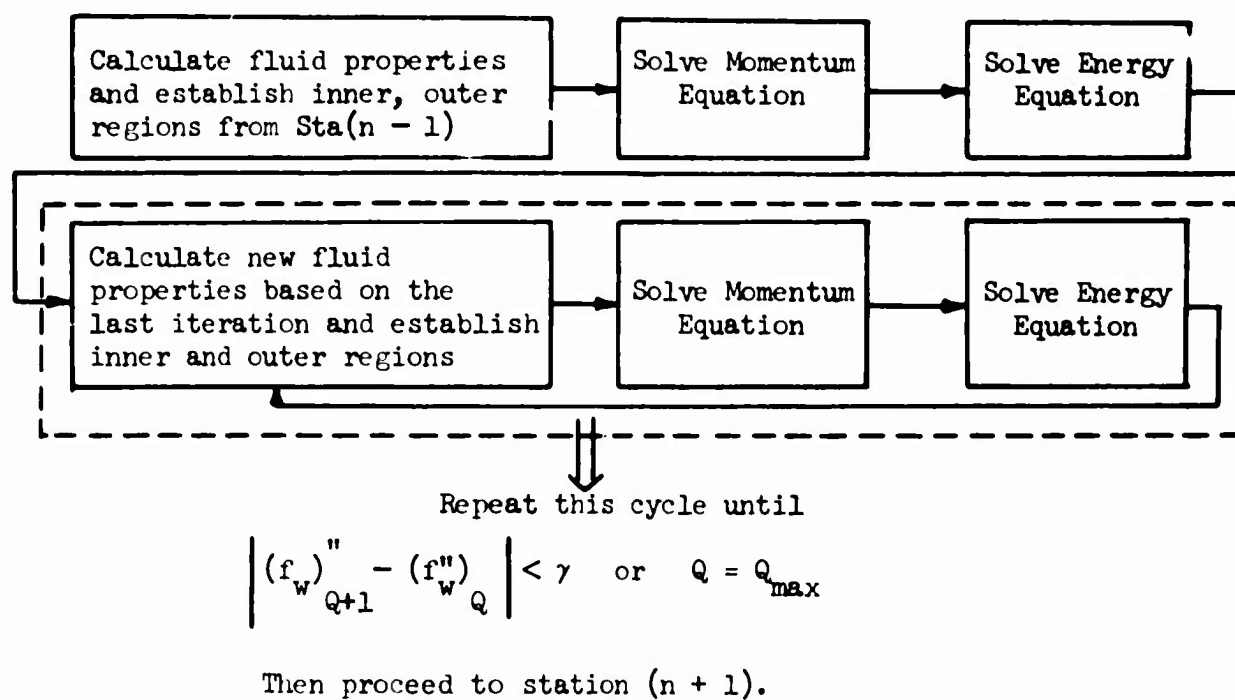 Calculate fluid properties
and establish inner, outer
regions from Sta(n - 1)
Solve Momentum
Equation
Solve Energy
Equation
Calculate new fluid
properties based on the
last iteration and establish
inner and outer regions
Solve Momentum
Equation
Solve Energy
Equation
Repeat this cycle until
|(f_w)''_{Q+1} - (f''_w)_Q| < γ or Q = Q_max
Then proceed to station (n + 1).